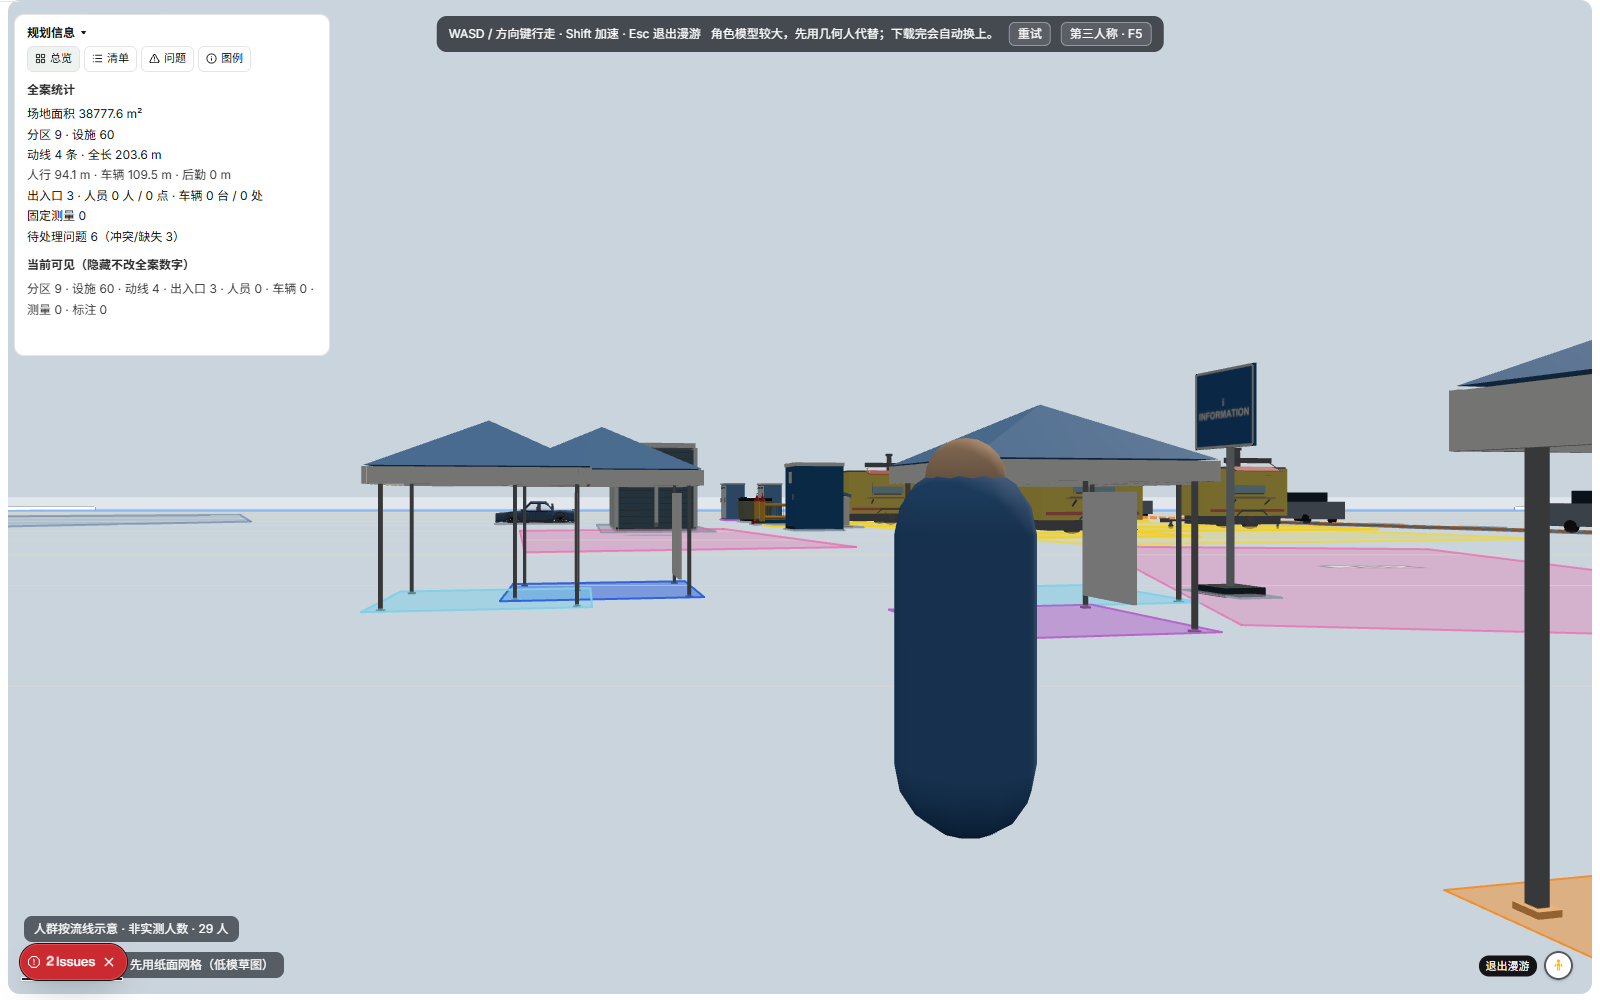 规划信息
总览 清单 问题 图例
全案统计
场地面积 38777.6 m²
分区 9 · 设施 60
动线 4 条 · 全长 203.6 m
人行 94.1 m · 车辆 109.5 m · 后勤 0 m
出入口 3 · 人员 0 人 / 0 点 · 车辆 0 台 / 0 处
固定测量 0
待处理问题 6（冲突/缺失 3）
当前可见（隐藏不改全案数字）
分区 9 · 设施 60 · 动线 4 · 出入口 3 · 人员 0 · 车辆 0 ·
测量 0 · 标注 0
WASD / 方向键行走 · Shift 加速 · Esc 退出漫游 角色模型较大，先用几何人代替；下载完会自动换上。 重试 第三人称 · F5
i
INFORMATION
人群按流线示意 · 非实测人数 · 29 人
2 Issues
先用纸面网格（低模草图）
退出漫游